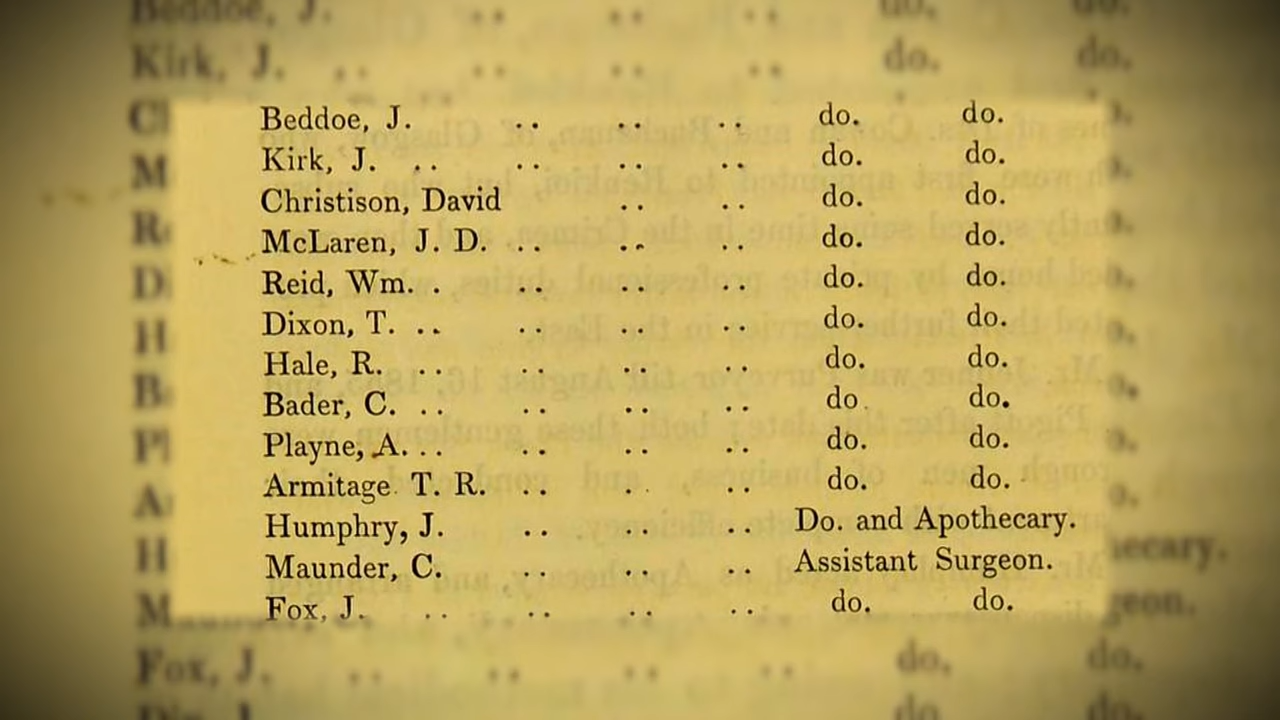 Beddoe, J. .. .. .. do. do.
Kirk, J. .. .. .. .. do. do.
Christison, David .. .. do. do.
McLaren, J. D. .. .. .. do. do.
Reid, Wm. .. .. .. .. do. do.
Dixon, T. .. .. .. .. do. do.
Hale, R. .. .. .. .. do. do.
Bader, C. .. .. .. .. do. do.
Playne, A. .. .. .. .. do. do.
Armitage T. R. .. .. .. do. do.
Humphry, J. .. .. .. Do. and Apothecary.
Maunder, C. .. .. .. Assistant Surgeon.
Fox, J. .. .. .. .. do. do.